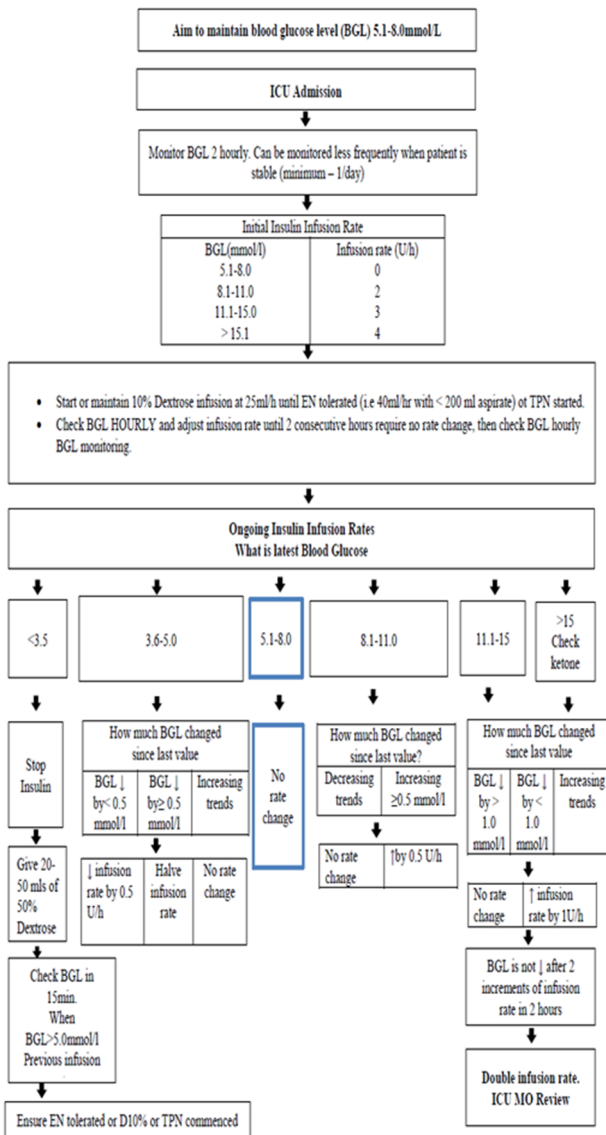 Aim to maintain blood glucose level (BGL) 5.1-8.0mmol/L
ICU Admission
Monitor BGL 2 hourly. Can be monitored less frequently when patient is
stable (minimum – 1/day)
Initial Insulin Infusion Rate
BGL(mmol/l) Infusion rate (U/h)
5.1-8.0 0
8.1-11.0 2
11.1-15.0 3
> 15.1 4
• Start or maintain 10% Dextrose infusion at 25ml/h until EN tolerated (i.e 40ml/hr with < 200 ml aspirate) ot TPN started.
• Check BGL HOURLY and adjust infusion rate until 2 consecutive hours require no rate change, then check BGL hourly
BGL monitoring.
Ongoing Insulin Infusion Rates
What is latest Blood Glucose
<3.5
3.6-5.0
5.1-8.0
8.1-11.0
11.1-15
>15
Check
ketone
Stop
Insulin
Give 20-
50 mls of
50%
Dextrose
Check BGL in
15min.
When
BGL>5.0mmol/l
Previous infusion
Ensure EN tolerated or D10% or TPN commenced
How much BGL changed
since last value
BGL ↓
by< 0.5
mmol/l
BGL ↓
by≥ 0.5
mmol/l
Increasing
trends
↓ infusion
rate by 0.5
U/h
Halve
infusion
rate
No rate
change
No
rate
change
How much BGL changed
since last value?
Decreasing
trends
Increasing
≥0.5 mmol/l
No rate
change
↑by 0.5 U/h
How much BGL changed
since last value
BGL
↓ by >
1.0
mmol/l
BGL ↓
by <
1.0
mmol/l
Increasing
trends
No rate
change
↑ infusion
rate by 1U/h
BGL is not ↓ after 2
increments of infusion
rate in 2 hours
Double infusion rate.
ICU MO Review